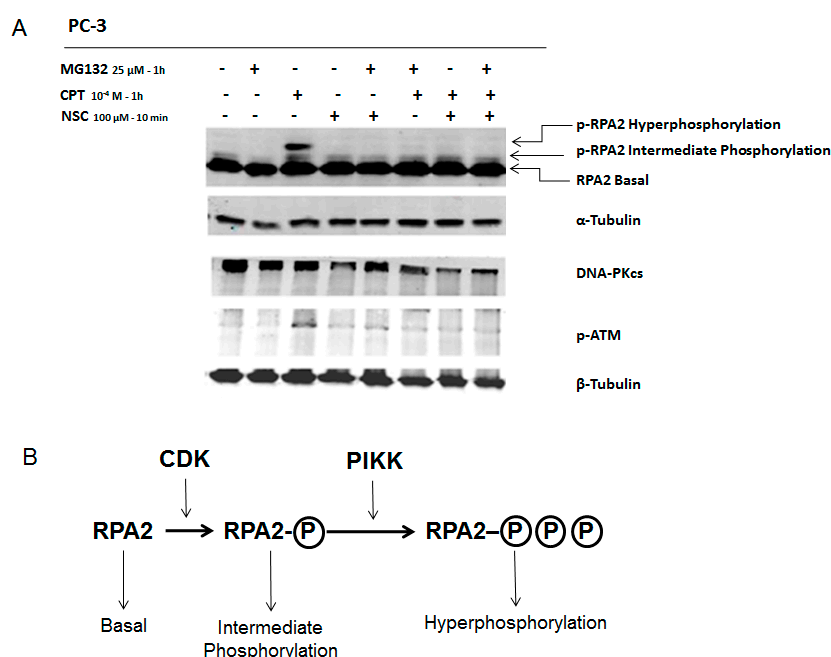 A
PC-3
MG132 25 µM - 1h - + - - + + - +
CPT 10⁻⁴ M - 1h - - + - - + + +
NSC 100 µM - 10 min - - - + + - + +
p-RPA2 Hyperphosphorylation
p-RPA2 Intermediate Phosphorylation
RPA2 Basal
α-Tubulin
DNA-PKcs
p-ATM
β-Tubulin
B
CDK PIKK
RPA2 RPA2-P RPA2–P P P
Basal Intermediate Phosphorylation Hyperphosphorylation